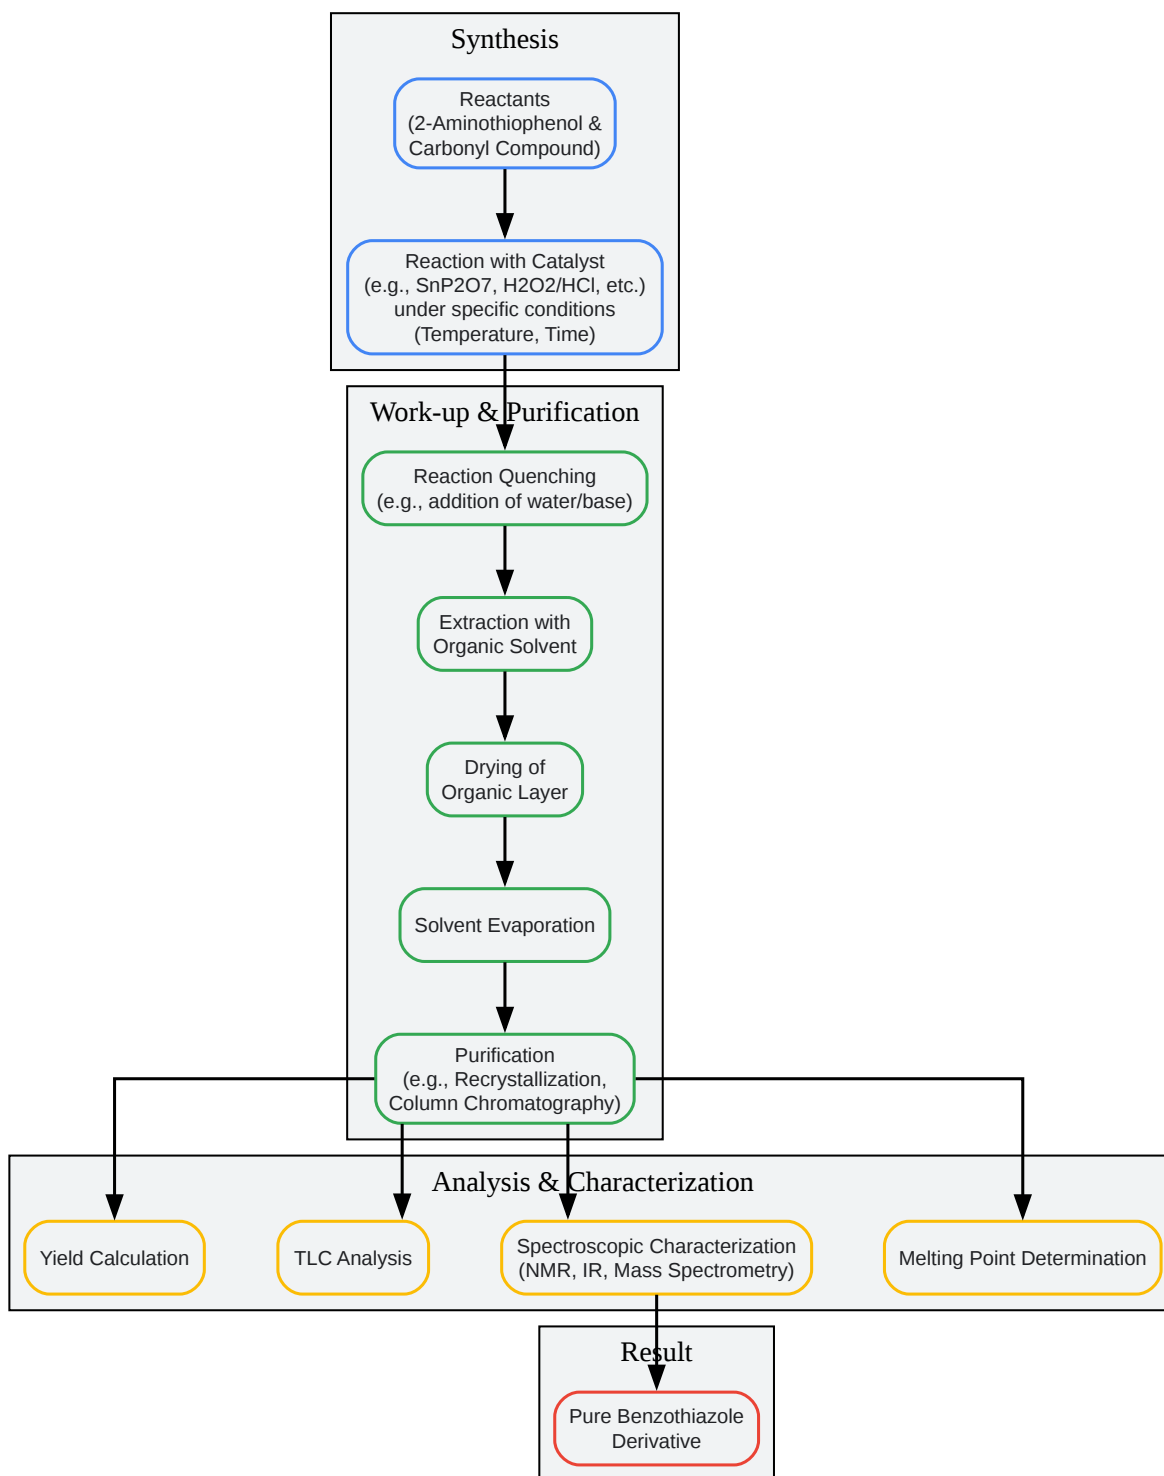 Synthesis
Reactants
(2-Aminothiophenol &
Carbonyl Compound)
Reaction with Catalyst
(e.g., SnP2O7, H2O2/HCl, etc.)
under specific conditions
(Temperature, Time)
Work-up & Purification
Reaction Quenching
(e.g., addition of water/base)
Extraction with
Organic Solvent
Drying of
Organic Layer
Solvent Evaporation
Purification
(e.g., Recrystallization,
Column Chromatography)
Analysis & Characterization
Yield Calculation
TLC Analysis
Spectroscopic Characterization
(NMR, IR, Mass Spectrometry)
Melting Point Determination
Result
Pure Benzothiazole
Derivative